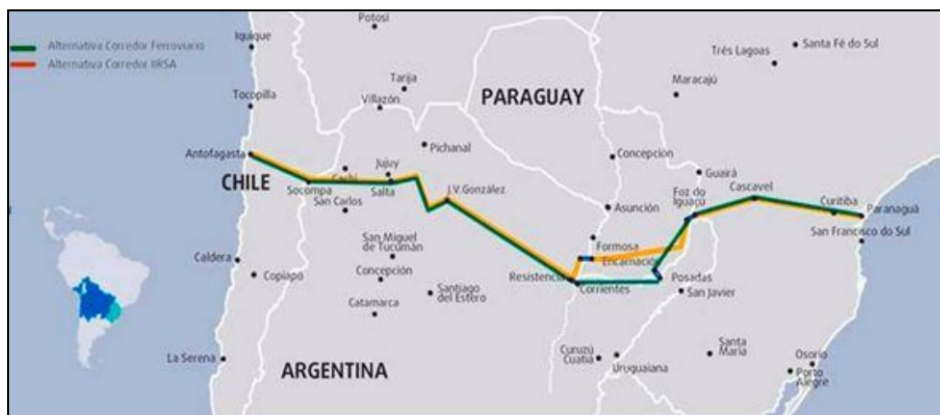 Potosí
Alternativa Corredor Ferroviario
Alternativa Corredor IIRSA
Iquique
Santa Fé do Sul
Três Lagoas
Tarija
Maracajú
Tocopilla
Villazón
PARAGUAY
Pichanal
Antofagasta
Jujuy
Concepción
Guairá
CHILE
Cachi
Socompa
Salta
J.V.González
Foz do
Iguaçu
Cascavel
San Carlos
Asunción
Curitiba
Paranaguá
San Francisco do Sul
San Miguel
de Tucumán
Formosa
Encarnación
Caldera
Copiapo
Concepción
Resistencia
Posadas
Corrientes
San Javier
Santiago
del Estero
Catamarca
La Serena
ARGENTINA
Curuzú
Cuatiá
Uruguaiana
Santa
Maria
Osorio
Porto
Alegre